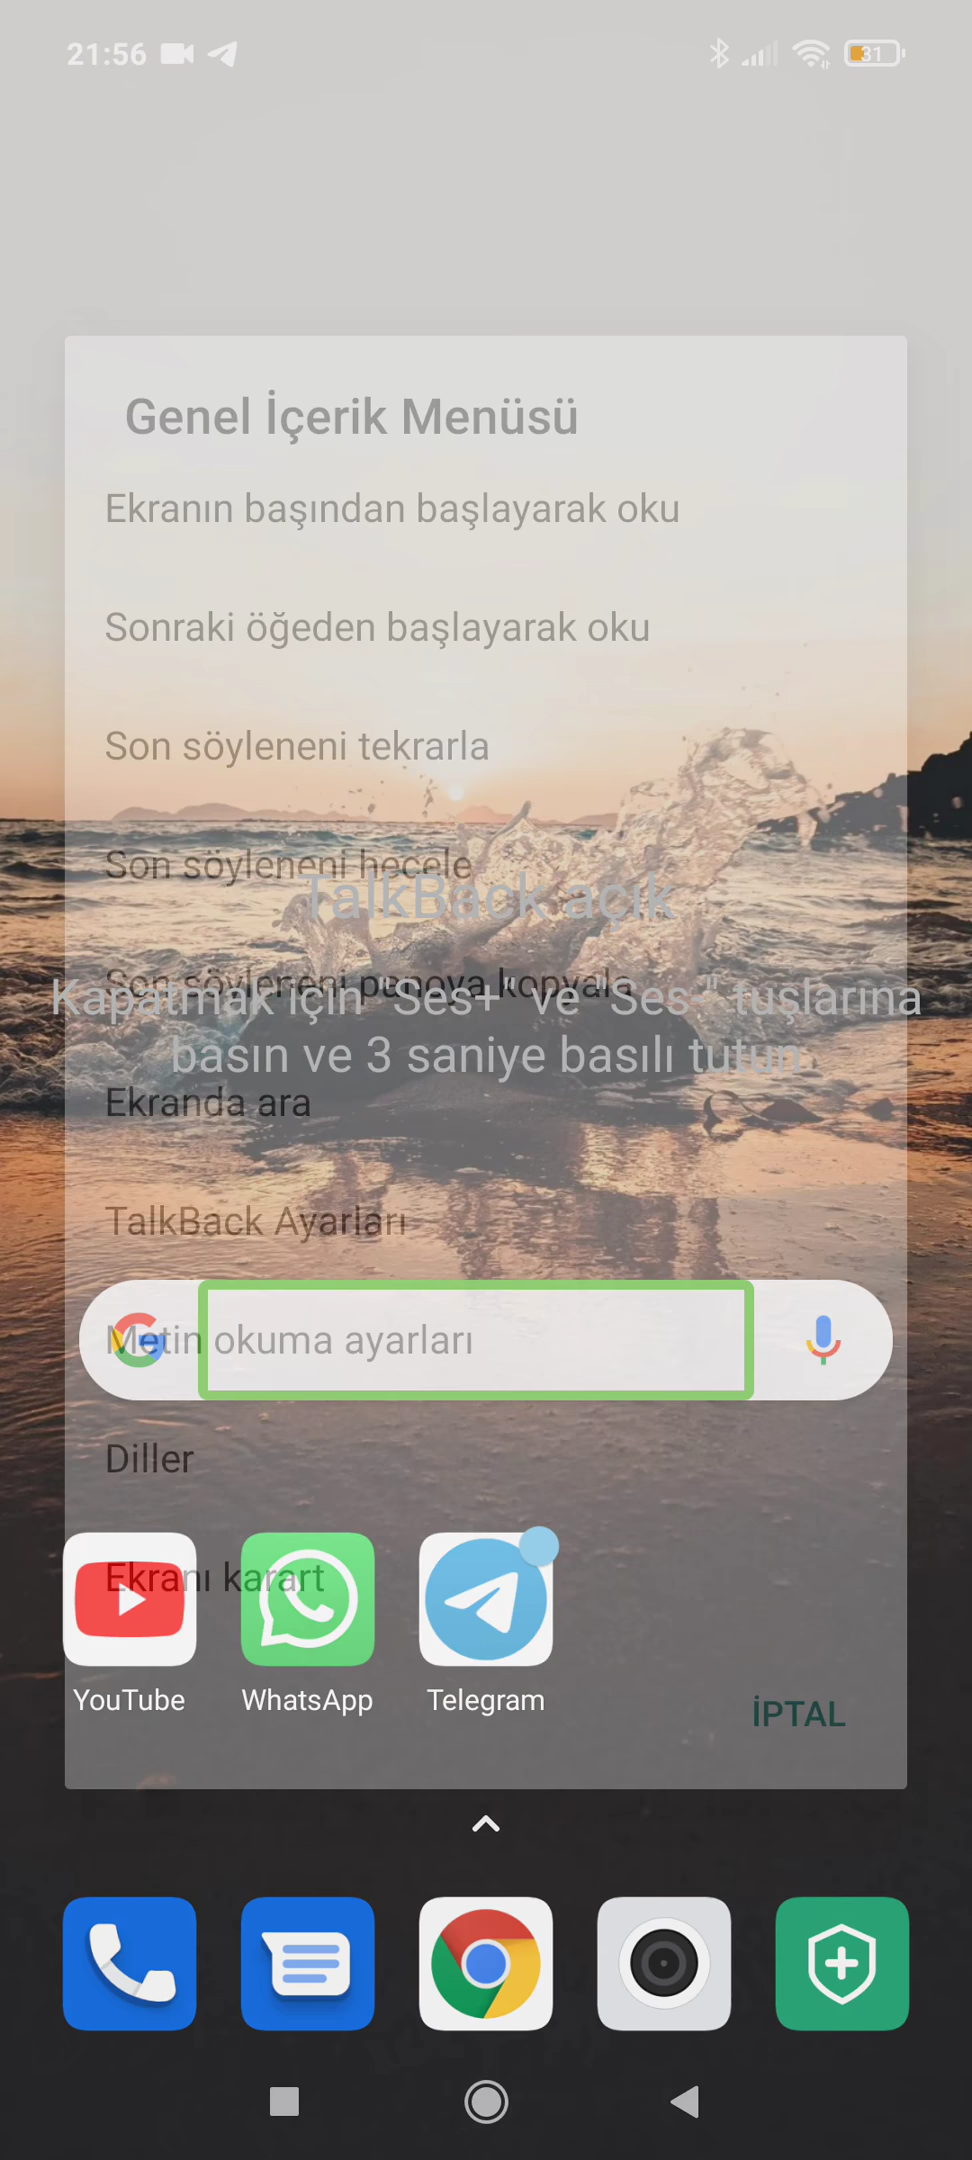 21:56
31
Genel İçerik Menüsü
Ekranın başından başlayarak oku
Sonraki öğeden başlayarak oku
Son söyleneni tekrarla
Son söyleneni hecele
TalkBack açık
Son söyleneni panoya kopyala
Kapatmak için "Ses+" ve "Ses-" tuşlarına
basın ve 3 saniye basılı tutun
Ekranda ara
TalkBack Ayarları
Metin okuma ayarları
Diller
Ekranı karart
YouTube
WhatsApp
Telegram
İPTAL